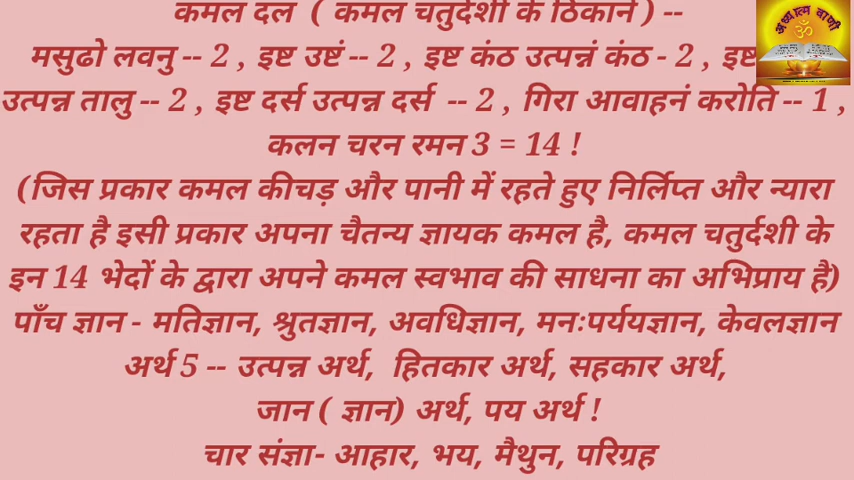 कमल दल ( कमल चतुर्दशी के ठिकाने ) --
मसुढो लवनु -- 2 , इष्ट उष्टं -- 2 , इष्ट कंठ उत्पन्नं कंठ - 2 , इष्ट
उत्पन्न तालु -- 2 , इष्ट दर्स उत्पन्न दर्स -- 2 , गिरा आवाहनं करोति -- 1 ,
कलन चरन रमन 3 = 14 !
(जिस प्रकार कमल कीचड़ और पानी में रहते हुए निर्लिप्त और न्यारा
रहता है इसी प्रकार अपना चैतन्य ज्ञायक कमल है, कमल चतुर्दशी के
इन 14 भेदों के द्वारा अपने कमल स्वभाव की साधना का अभिप्राय है)
पाँच ज्ञान - मतिज्ञान, श्रुतज्ञान, अवधिज्ञान, मनःपर्ययज्ञान, केवलज्ञान
अर्थ 5 -- उत्पन्न अर्थ, हितकार अर्थ, सहकार अर्थ,
जान ( ज्ञान) अर्थ, पय अर्थ !
चार संज्ञा- आहार, भय, मैथुन, परिग्रह
अध्यात्म वाणी
ॐ